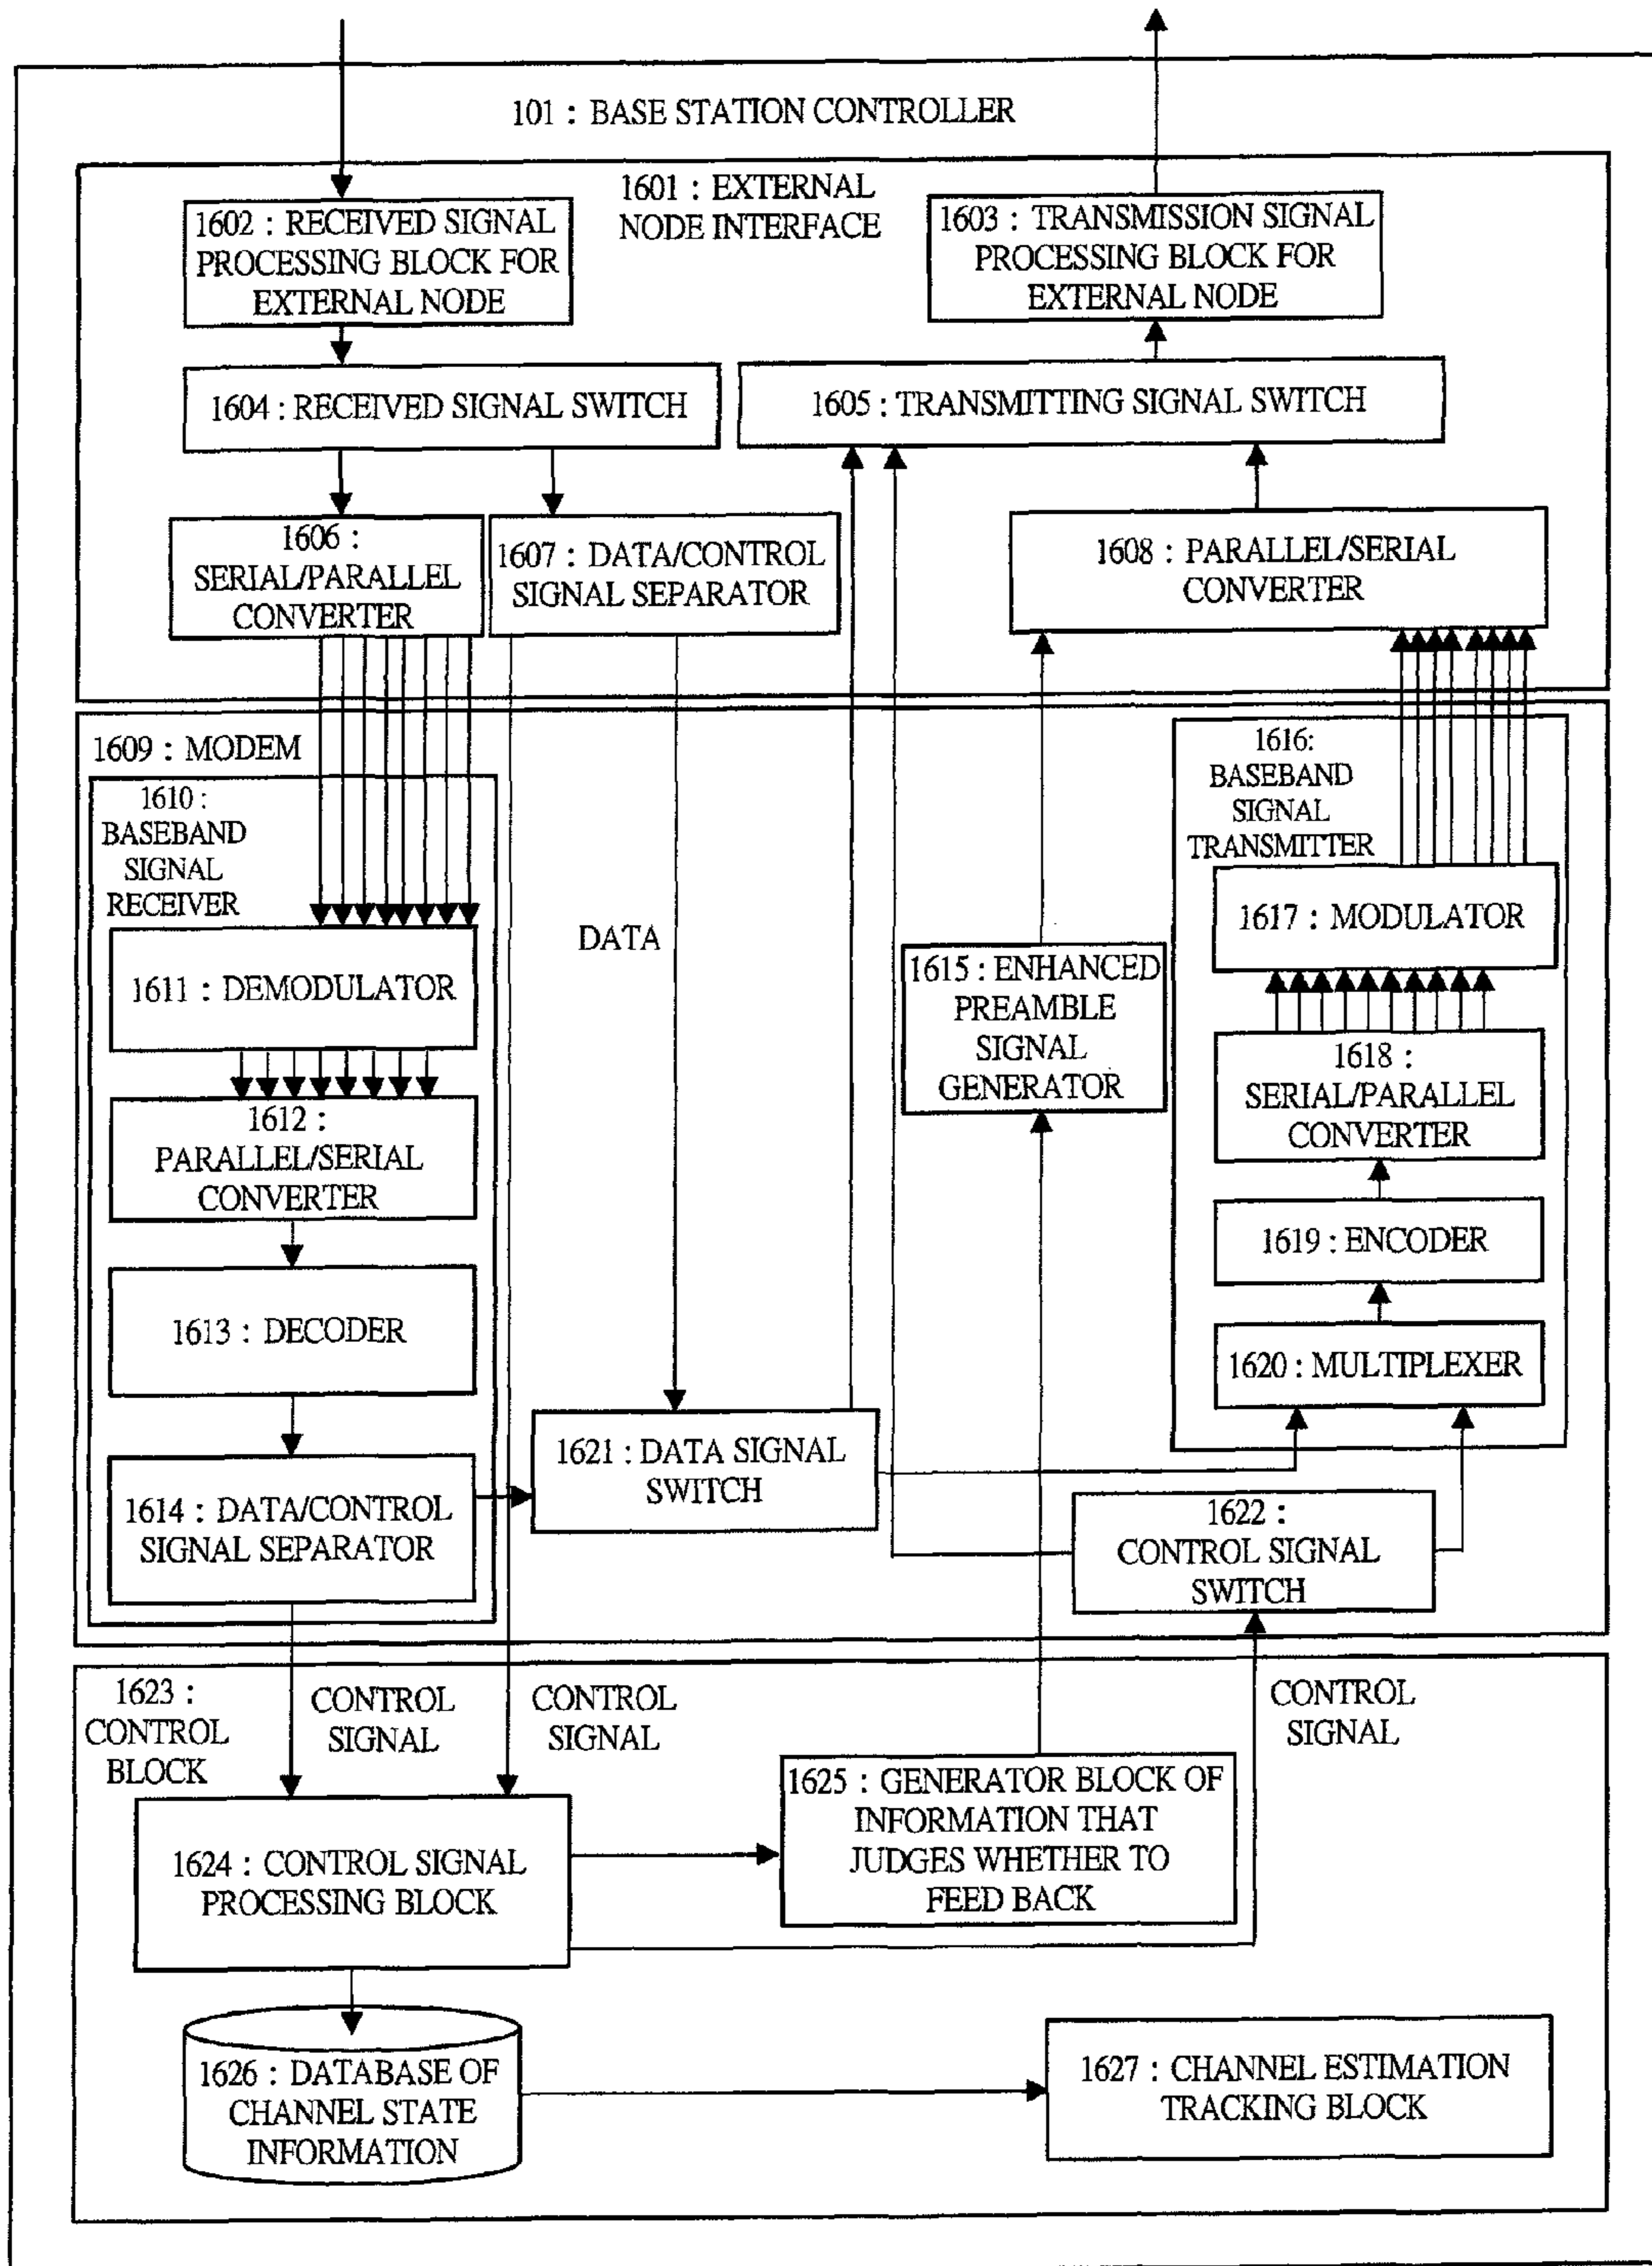 101 : BASE STATION CONTROLLER
1601 : EXTERNAL
NODE INTERFACE
1602 : RECEIVED SIGNAL
PROCESSING BLOCK FOR
EXTERNAL NODE
1603 : TRANSMISSION SIGNAL
PROCESSING BLOCK FOR
EXTERNAL NODE
1604 : RECEIVED SIGNAL SWITCH
1605 : TRANSMITTING SIGNAL SWITCH
1606 :
SERIAL/PARALLEL
CONVERTER
1607 : DATA/CONTROL
SIGNAL SEPARATOR
1608 : PARALLEL/SERIAL
CONVERTER
1609 : MODEM
1610 :
BASEBAND
SIGNAL
RECEIVER
1616:
BASEBAND
SIGNAL
TRANSMITTER
1611 : DEMODULATOR
DATA
1615 : ENHANCED
PREAMBLE
SIGNAL
GENERATOR
1617 : MODULATOR
1612 :
PARALLEL/SERIAL
CONVERTER
1618 :
SERIAL/PARALLEL
CONVERTER
1613 : DECODER
1619 : ENCODER
1620 : MULTIPLEXER
1614 : DATA/CONTROL
SIGNAL SEPARATOR
1621 : DATA SIGNAL
SWITCH
1622 :
CONTROL SIGNAL
SWITCH
1623 :
CONTROL
BLOCK
CONTROL
SIGNAL
CONTROL
SIGNAL
CONTROL
SIGNAL
1624 : CONTROL SIGNAL
PROCESSING BLOCK
1625 : GENERATOR BLOCK OF
INFORMATION THAT
JUDGES WHETHER TO
FEED BACK
1626 : DATABASE OF
CHANNEL STATE
INFORMATION
1627 : CHANNEL ESTIMATION
TRACKING BLOCK